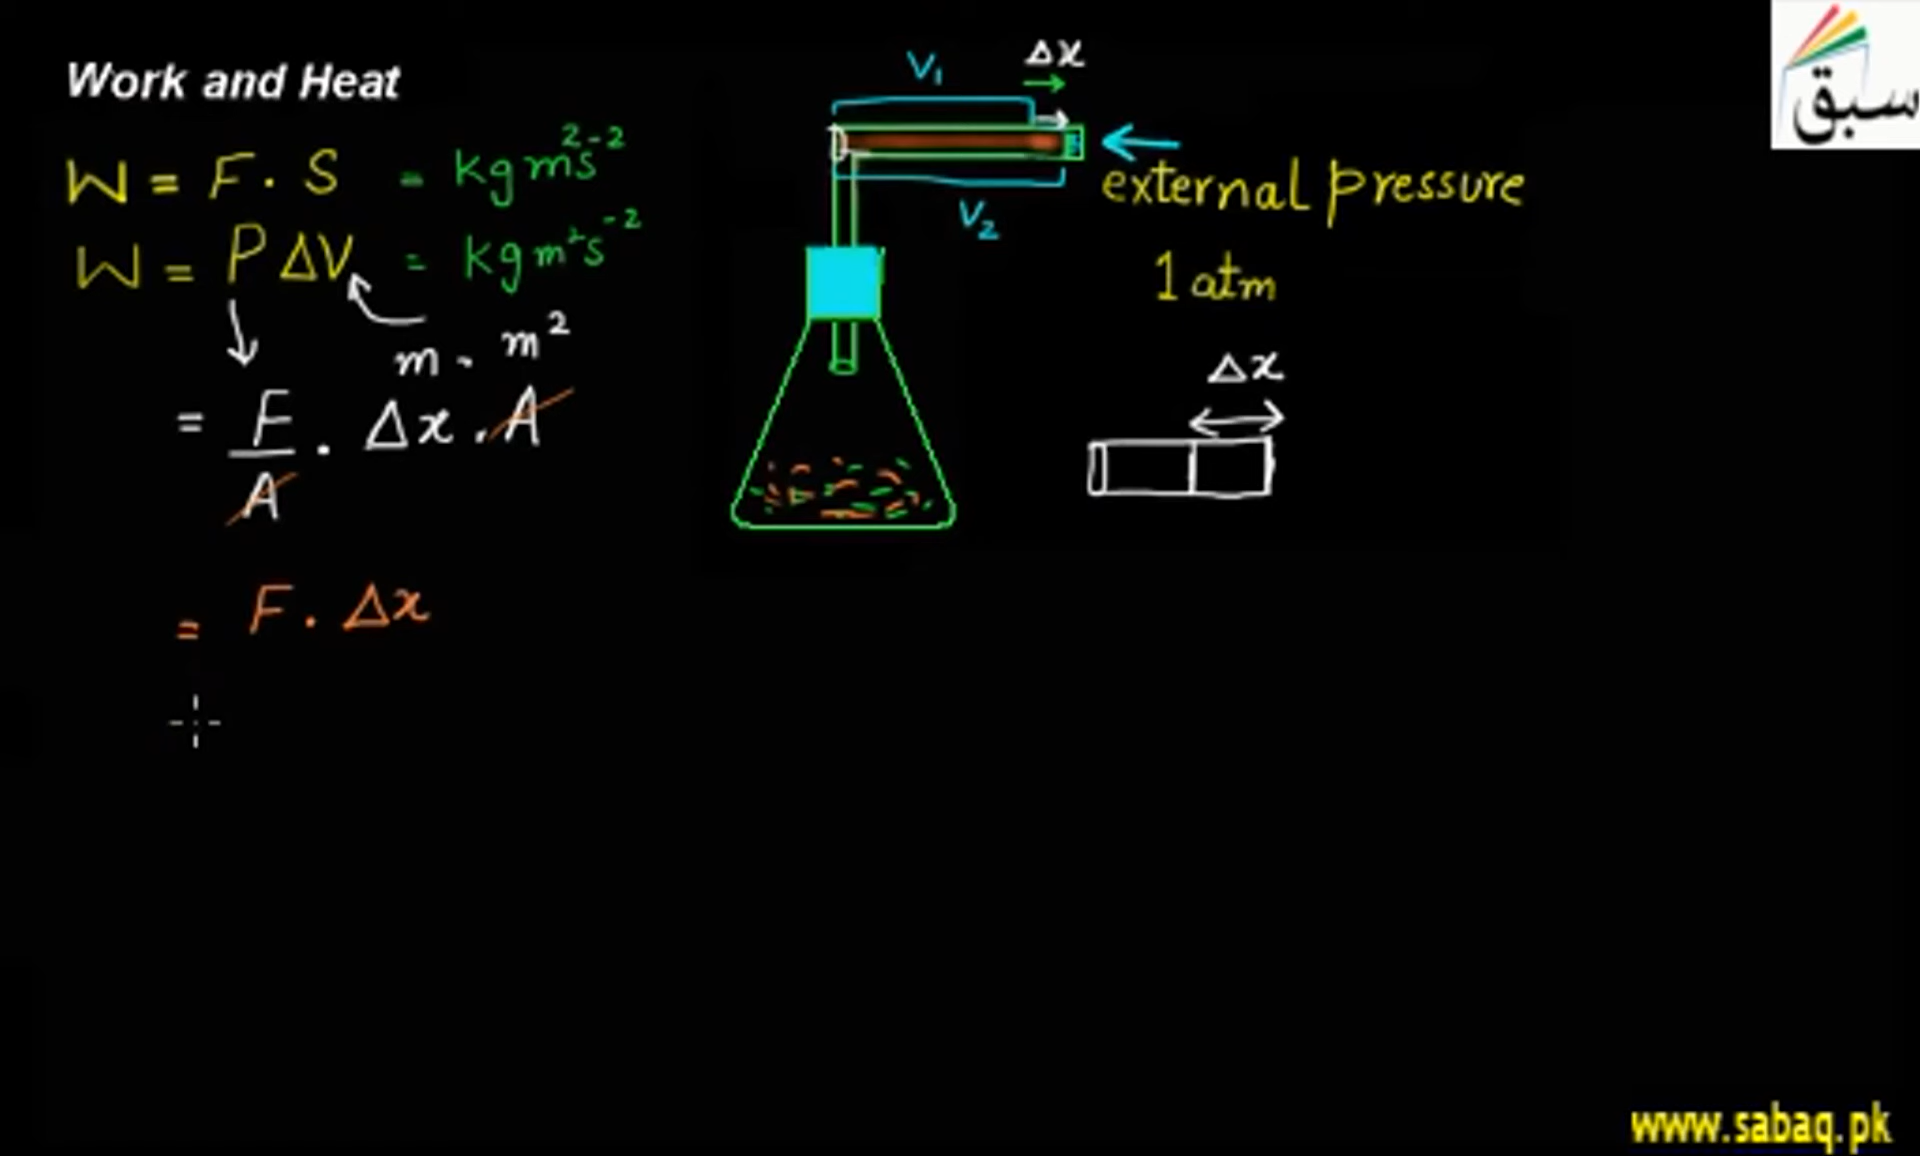 Work and Heat
W = F . S = kg m²s⁻²
W = P ΔV = kg m²s⁻²
m . m²
= F/A . Δx . A
= F . Δx
V₁
Δx
V₂
external pressure
1 atm
Δx
سبق
www.sabaq.pk